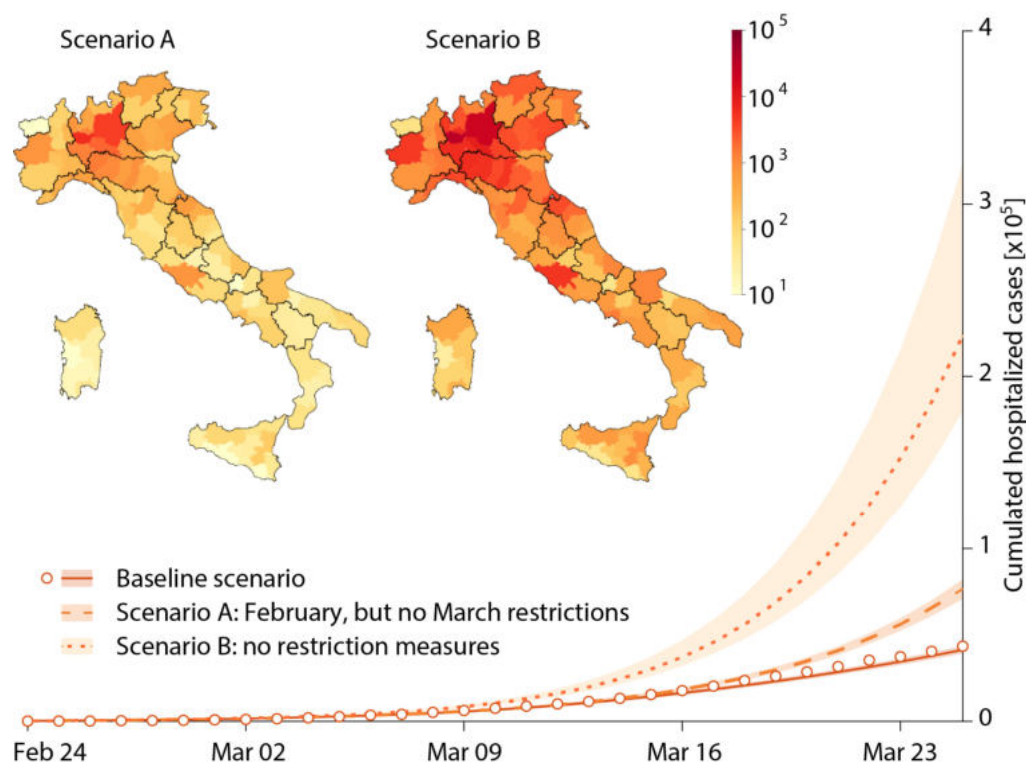 Scenario A
Scenario B
10^5
10^4
10^3
10^2
10^1
4
3
2
1
0
Cumulated hospitalized cases [x10^5]
Baseline scenario
Scenario A: February, but no March restrictions
Scenario B: no restriction measures
Feb 24
Mar 02
Mar 09
Mar 16
Mar 23